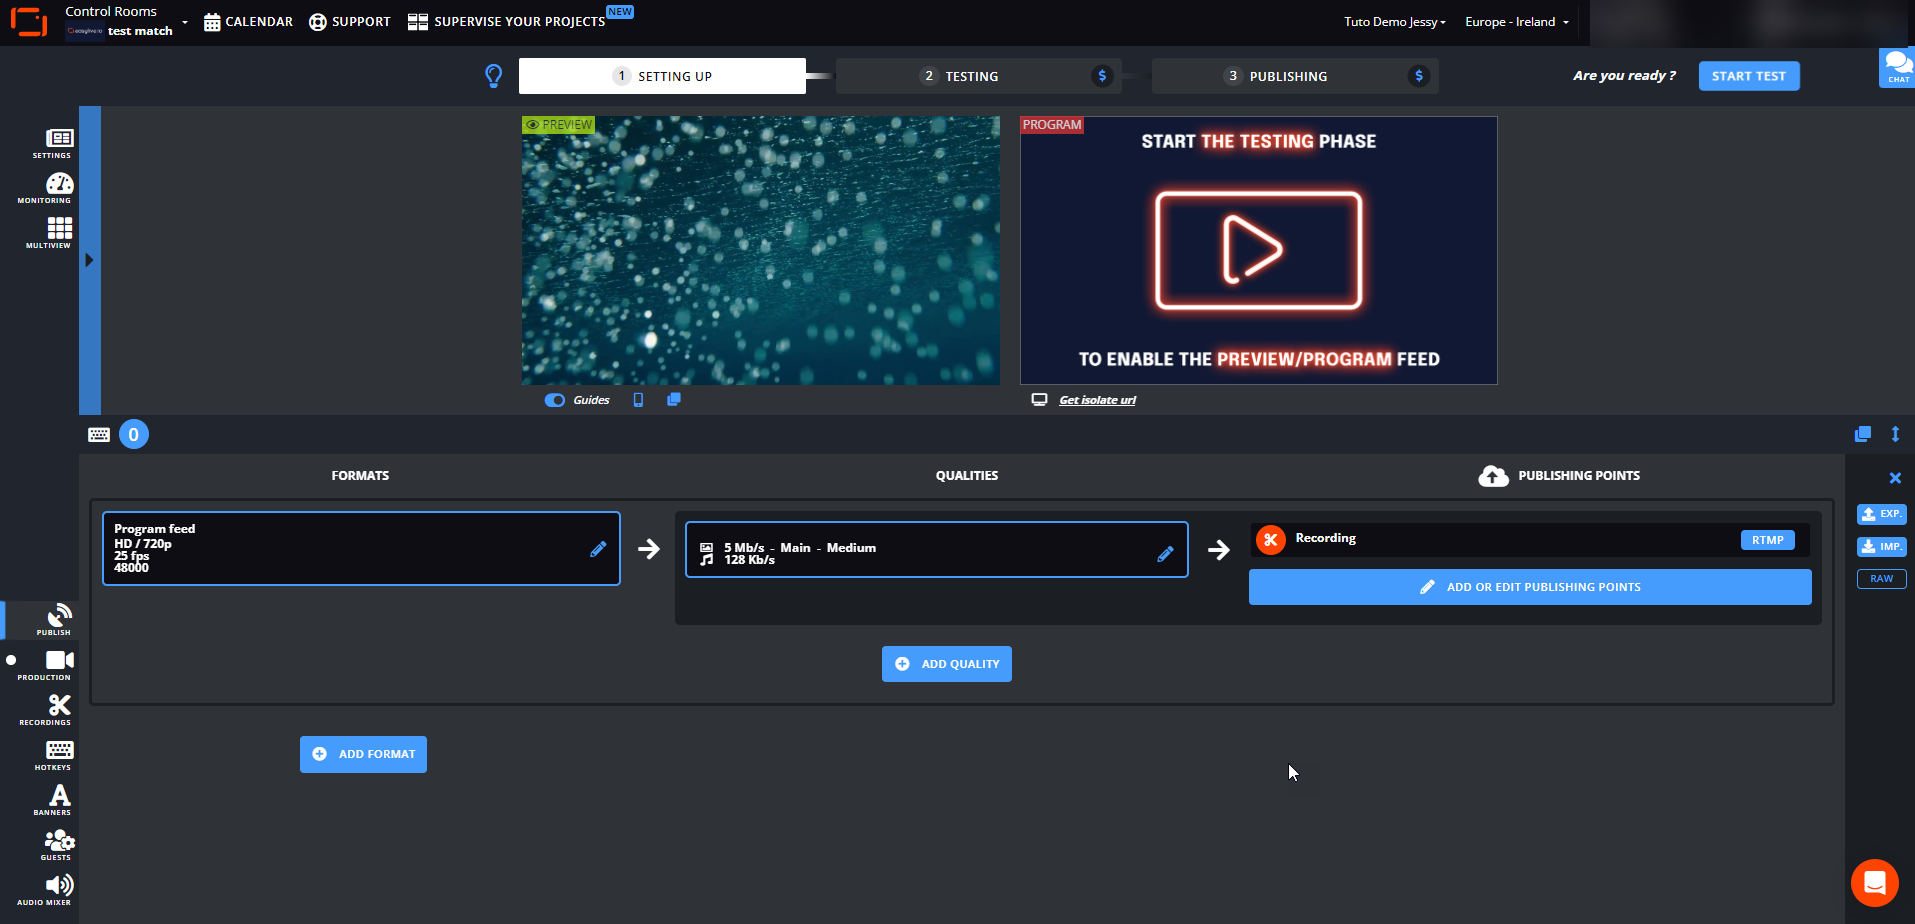 Control Rooms
easylive.io test match
CALENDAR
SUPPORT
SUPERVISE YOUR PROJECTS
NEW
Tuto Demo Jessy
Europe - Ireland
1 SETTING UP
2 TESTING $
3 PUBLISHING $
Are you ready ?
START TEST
CHAT
SETTINGS
MONITORING
MULTIVIEW
PREVIEW
PROGRAM
START THE TESTING PHASE
TO ENABLE THE PREVIEW/PROGRAM FEED
Guides
Get isolate url
0
FORMATS
QUALITIES
PUBLISHING POINTS
Program feed
HD / 720p
25 fps
48000
5 Mb/s - Main - Medium
128 Kb/s
Recording
RTMP
ADD OR EDIT PUBLISHING POINTS
ADD QUALITY
ADD FORMAT
EXP.
IMP.
RAW
PUBLISH
PRODUCTION
RECORDINGS
HOTKEYS
BANNERS
GUESTS
AUDIO MIXER